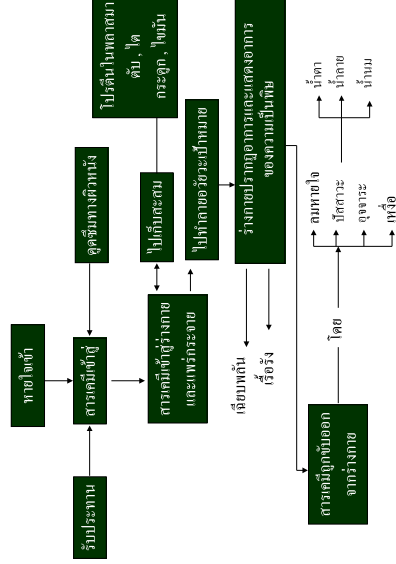 หายใจเข้า
รับประทาน
สารเคมีเข้าสู่
ดูดซึมทางผิวหนัง
สารเคมีเข้าสู่ร่างกาย
และแพร่กระจาย
ไปเก็บสะสม
โปรตีนในพลาสมา
ตับ, ไต
กระดูก, ไขมัน
ไปทำลายอวัยวะเป้าหมาย
ร่างกายปรากฏอาการและแสดงอาการ
ของความเป็นพิษ
เฉียบพลัน
เรื้อรัง
สารเคมีถูกขับออก
จากร่างกาย
โดย
ลมหายใจ
ปัสสาวะ
อุจจาระ
เหงื่อ
น้ำตา
น้ำลาย
น้ำนม